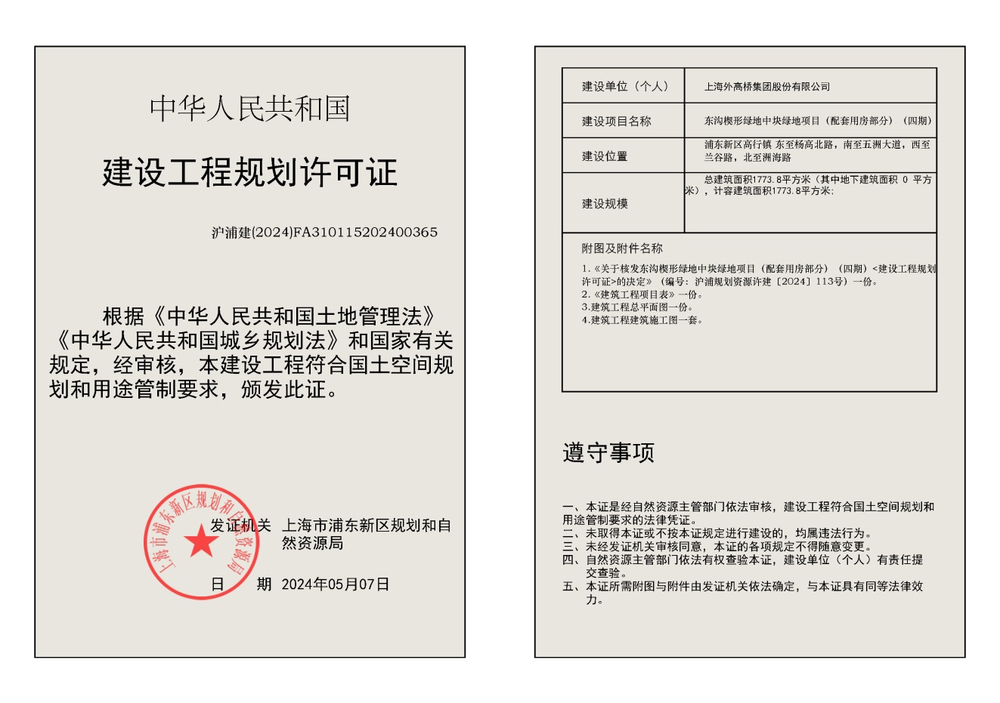 中华人民共和国
建设工程规划许可证
沪浦建(2024)FA310115202400365
根据《中华人民共和国土地管理法》
《中华人民共和国城乡规划法》和国家有关
规定，经审核，本建设工程符合国土空间规
划和用途管制要求，颁发此证。
上海市浦东新区规划和自然资源局
发证机关 上海市浦东新区规划和自
然资源局
日 期 2024年05月07日
建设单位（个人） 上海外高桥集团股份有限公司
建设项目名称 东沟楔形绿地中块绿地项目（配套用房部分）（四期）
建设位置 浦东新区高行镇 东至杨高北路，南至五洲大道，西至
兰谷路，北至洲海路
建设规模 总建筑面积1773.8平方米（其中地下建筑面积 0 平方
米），计容建筑面积1773.8平方米；
附图及附件名称
1.《关于核发东沟楔形绿地中块绿地项目（配套用房部分）（四期）<建设工程规划
许可证>的决定》（编号：沪浦规划资源许建〔2024〕113号）一份。
2.《建筑工程项目表》一份。
3.建筑工程总平面图一份。
4.建筑工程建筑施工图一套。
遵守事项
一、本证是经自然资源主管部门依法审核，建设工程符合国土空间规划和
用途管制要求的法律凭证。
二、未取得本证或不按本证规定进行建设的，均属违法行为。
三、未经发证机关审核同意，本证的各项规定不得随意变更。
四、自然资源主管部门依法有权查验本证，建设单位（个人）有责任提
交查验。
五、本证所需附图与附件由发证机关依法确定，与本证具有同等法律效
力。